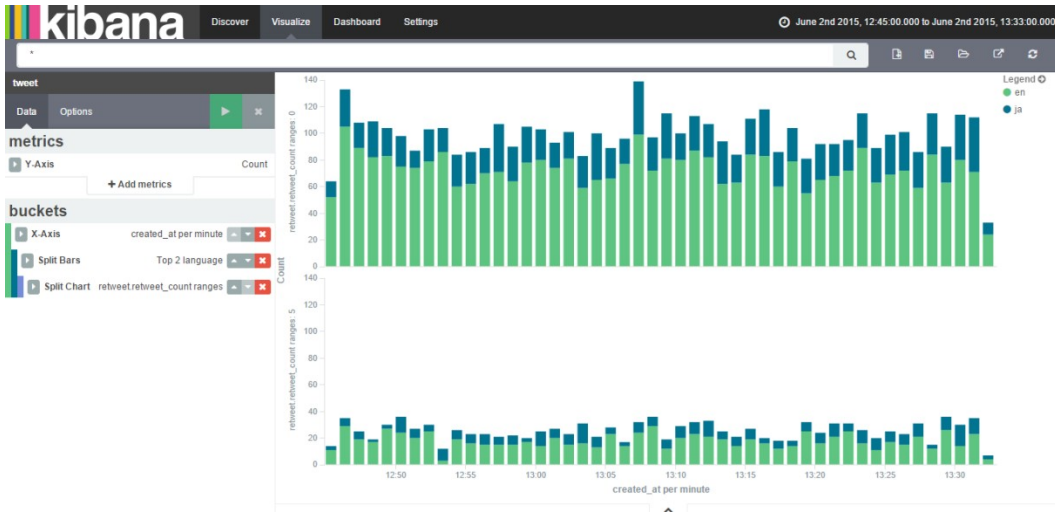 kibana Discover Visualize Dashboard Settings June 2nd 2015, 12:45:00.000 to June 2nd 2015, 13:33:00.000
*
tweet
Data Options
metrics
Y-Axis Count
+ Add metrics
buckets
X-Axis created_at per minute
Split Bars Top 2 language
Split Chart retweet.retweet_count ranges
Legend
en
ja
retweet.retweet_count ranges: 0
140
120
100
80
60
40
20
0
Count
retweet.retweet_count ranges: 5
140
120
100
80
60
40
20
0
12:50 12:55 13:00 13:05 13:10 13:15 13:20 13:25 13:30
created_at per minute